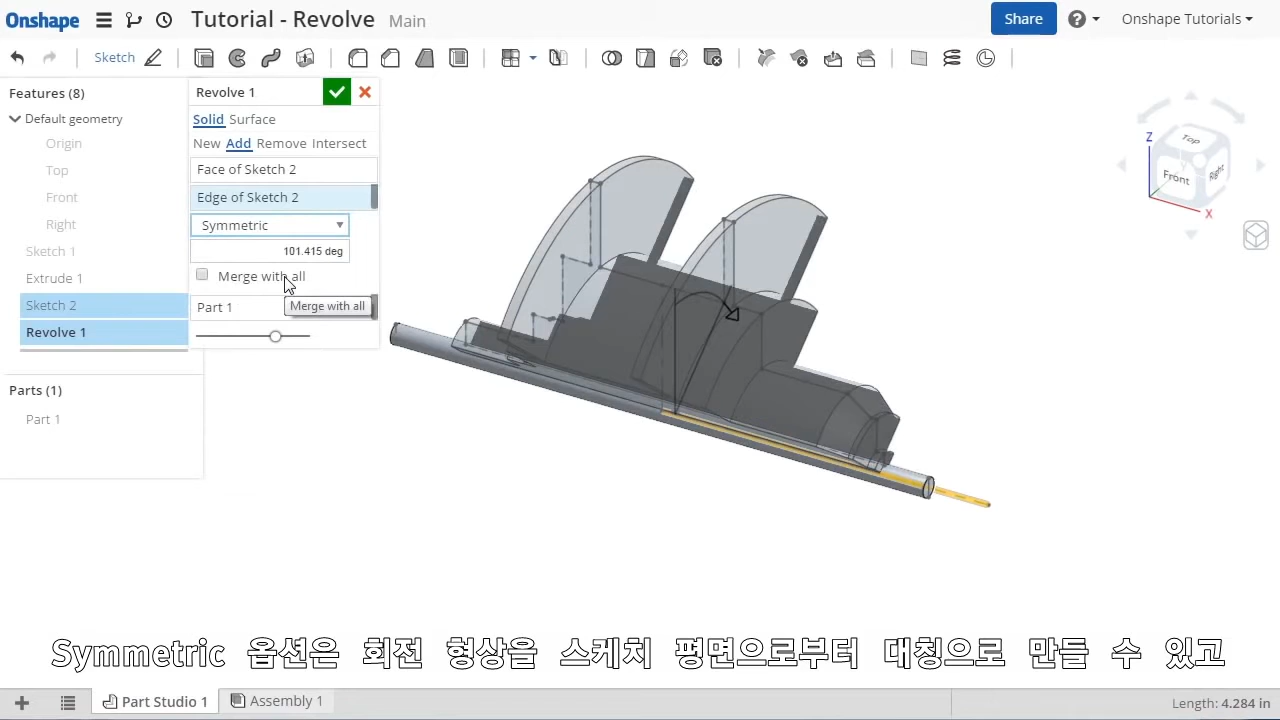 Onshape Tutorial - Revolve Main Share Onshape Tutorials
Sketch
Features (8)
Default geometry
Origin
Top
Front
Right
Sketch 1
Extrude 1
Sketch 2
Revolve 1
Parts (1)
Part 1
Revolve 1
Solid Surface
New Add Remove Intersect
Face of Sketch 2
Edge of Sketch 2
Symmetric
101.415 deg
Merge with all
Part 1
Merge with all
Z
Top
Front
Right
Y
X
Symmetric 옵션은 회전 형상을 스케치 평면으로부터 대칭으로 만들 수 있고
Part Studio 1 Assembly 1 Length: 4.284 in